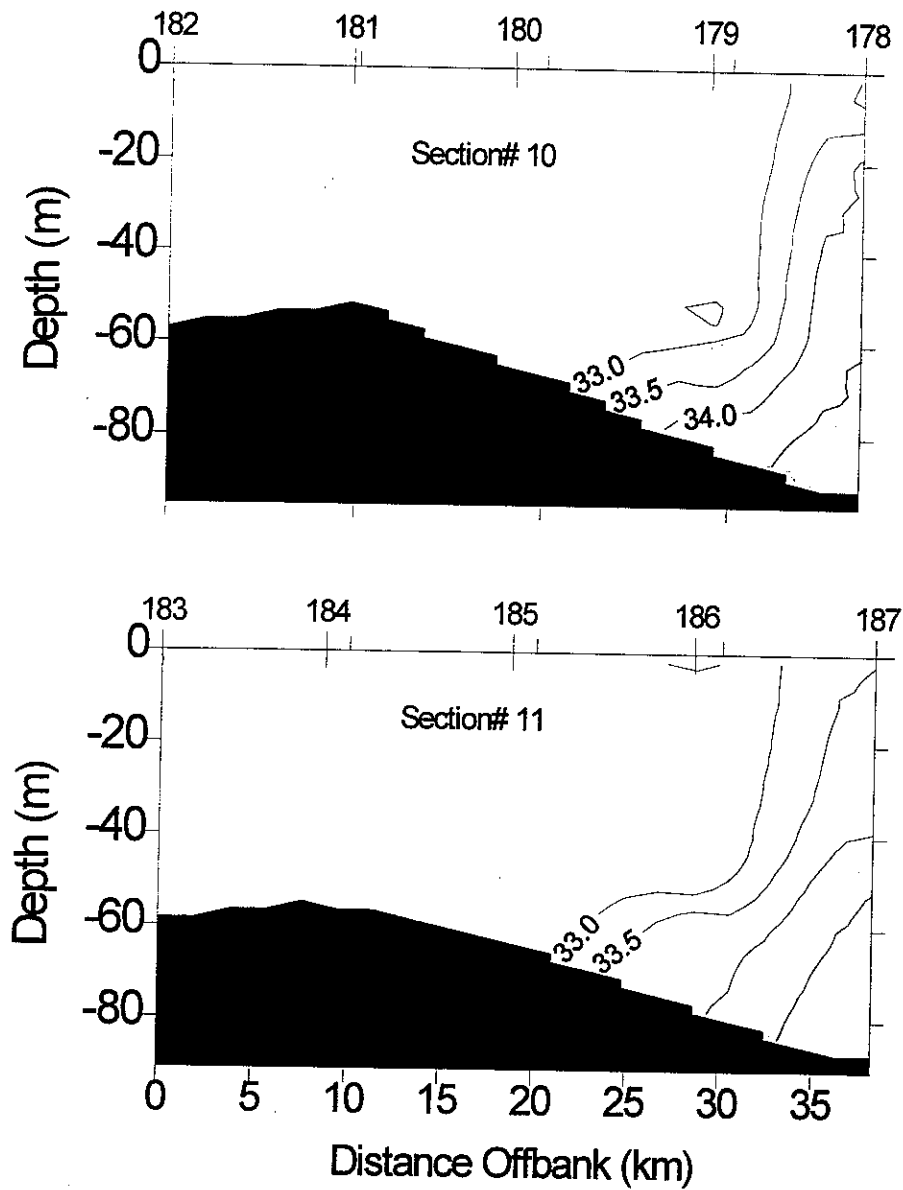 182 181 180 179 178
0
Section# 10
-20
-40
Depth (m)
-60
-80
33.0
33.5
34.0
183 184 185 186 187
0
Section# 11
-20
-40
Depth (m)
-60
-80
33.0
33.5
0 5 10 15 20 25 30 35
Distance Offbank (km)